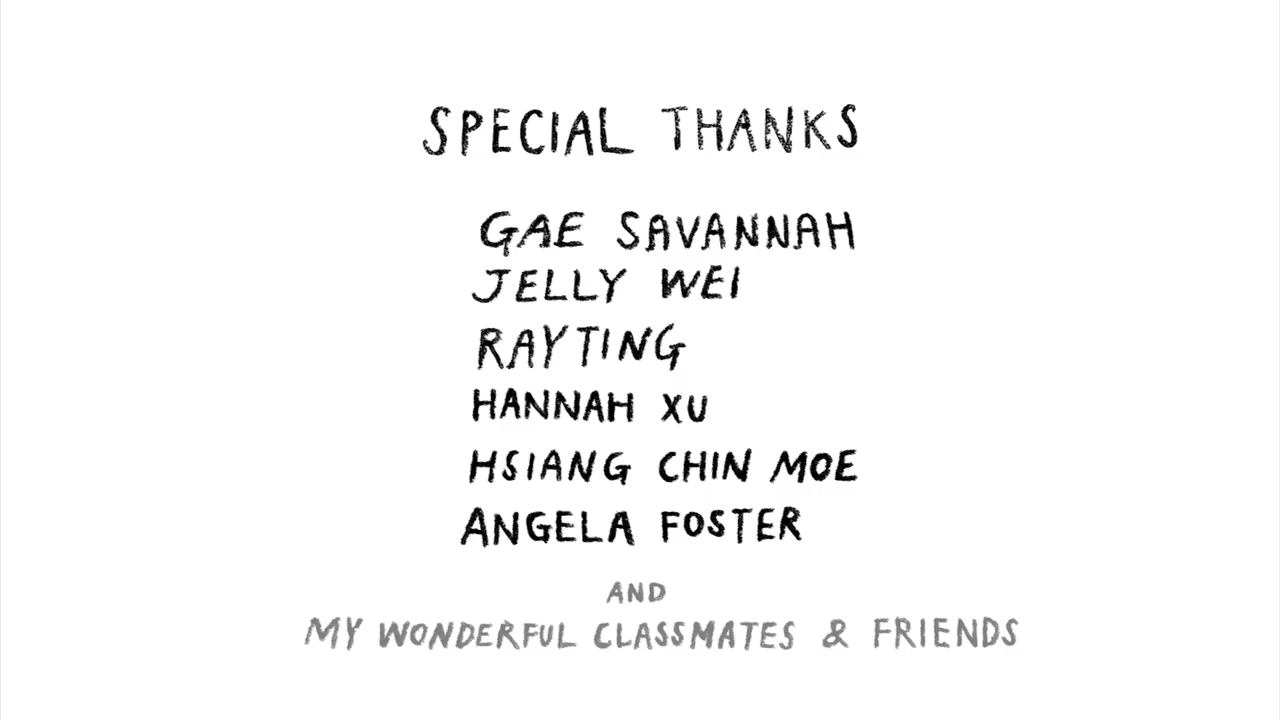 SPECIAL THANKS
GAE SAVANNAH
JELLY WEI
RAYTING
HANNAH XU
HSIANG CHIN MOE
ANGELA FOSTER
AND
MY WONDERFUL CLASSMATES & FRIENDS